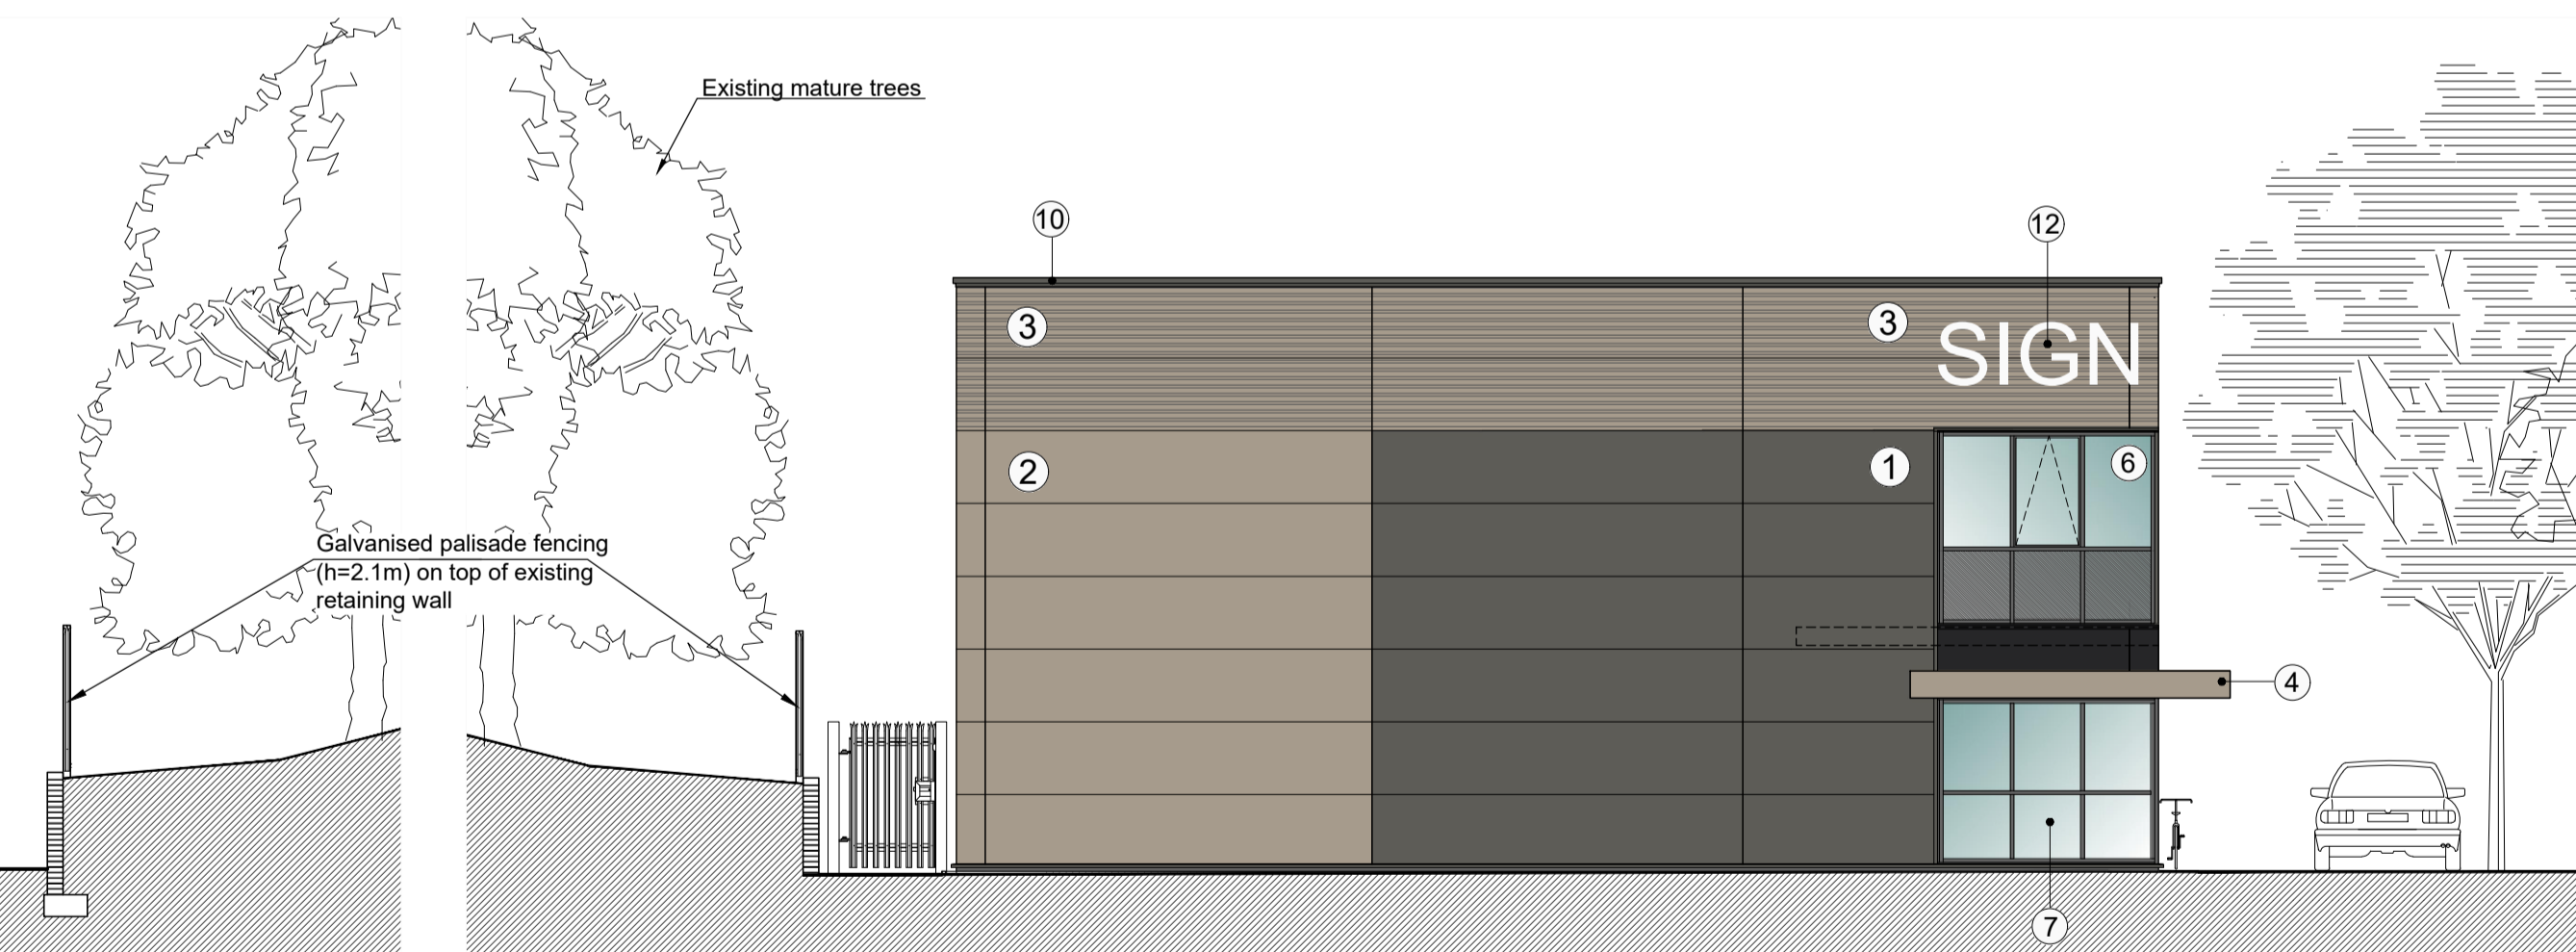 Existing mature trees
10
12
3
3
SIGN
2
1
6
Galvanised palisade fencing
(h=2.1m) on top of existing
retaining wall
4
7